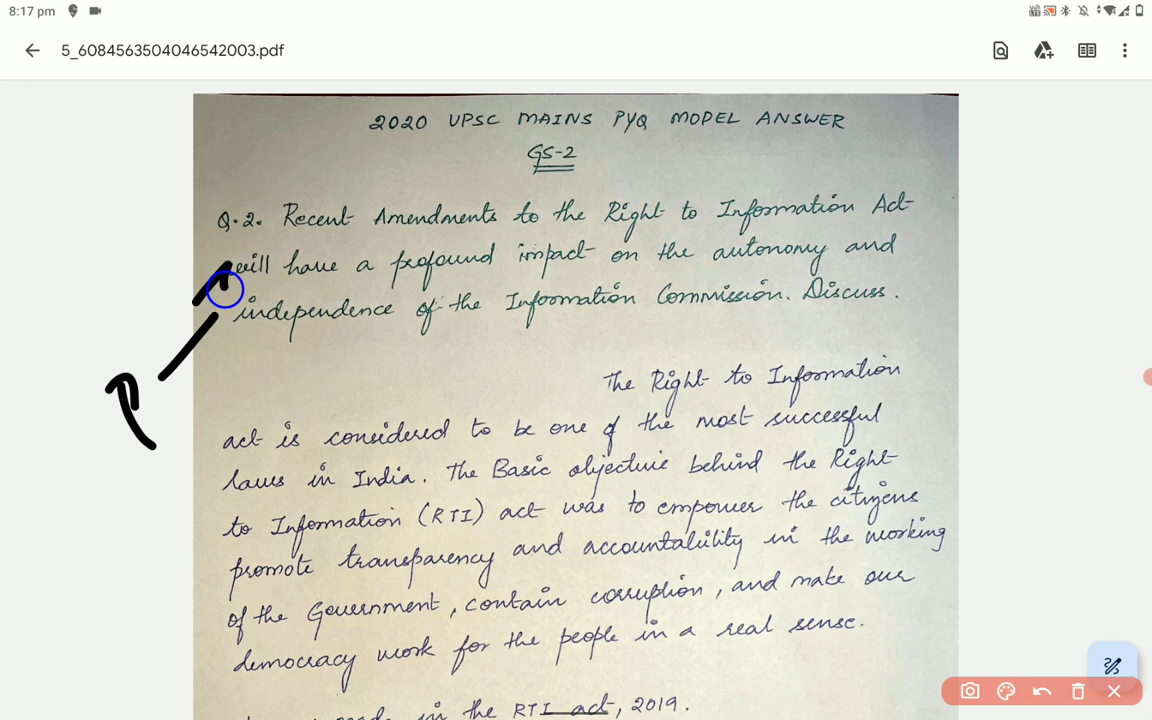 8:17 pm
5_6084563504046542003.pdf
2020 UPSC MAINS PYQ MODEL ANSWER
GS-2
Q.2. Recent Amendments to the Right to Information Act
will have a profound impact on the autonomy and
independence of the Information Commission. Discuss.
The Right to Information
act is considered to be one of the most successful
laws in India. The Basic objective behind the Right
to Information (RTI) act was to empower the citizens
promote transparency and accountability in the working
of the Government, contain corruption, and make our
democracy work for the people in a real sense.
made in the RTI act, 2019.